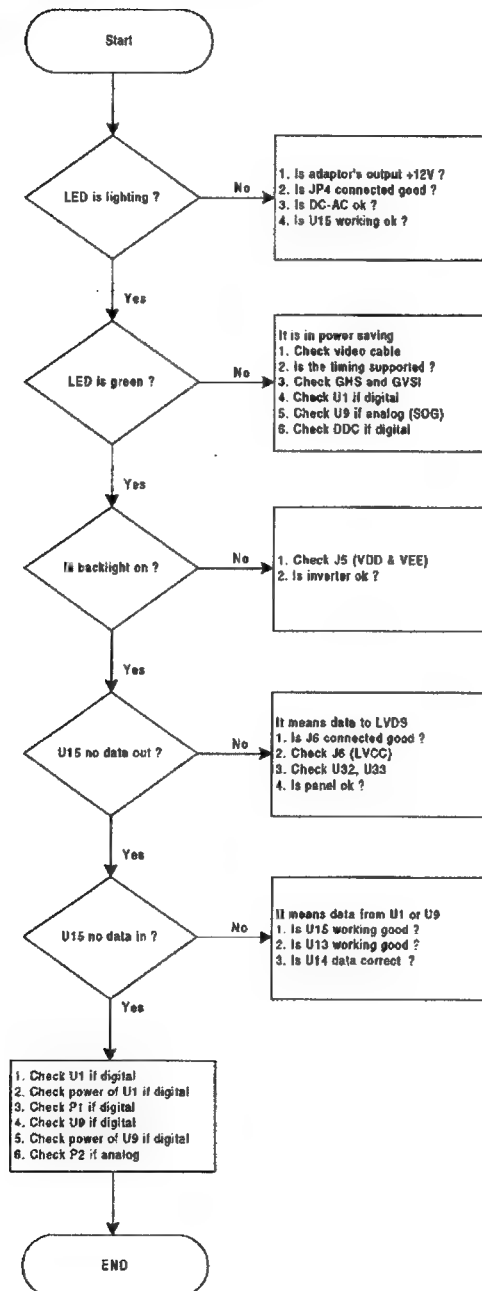 Start
LED is lighting ?
No
1. Is adaptor's output +12V ?
2. Is JP4 connected good ?
3. Is DC-AC ok ?
4. Is U15 working ok ?
Yes
LED is green ?
No
It is in power saving
1. Check video cable
2. Is the timing supported ?
3. Check GHS and GVSI
4. Check U1 if digital
5. Check U9 if analog (SOG)
6. Check DDC if digital
Yes
Is backlight on ?
No
1. Check J5 (VDD & VEE)
2. Is inverter ok ?
Yes
U15 no data out ?
No
It means data to LVDS
1. Is J6 connected good ?
2. Check J6 (LVCC)
3. Check U32, U33
4. Is panel ok ?
Yes
U15 no data in ?
No
It means data from U1 or U9
1. Is U15 working good ?
2. Is U13 working good ?
3. Is U14 data correct ?
Yes
1. Check U1 if digital
2. Check power of U1 if digital
3. Check P1 if digital
4. Check U9 if digital
5. Check power of U9 if digital
6. Check P2 if analog
END